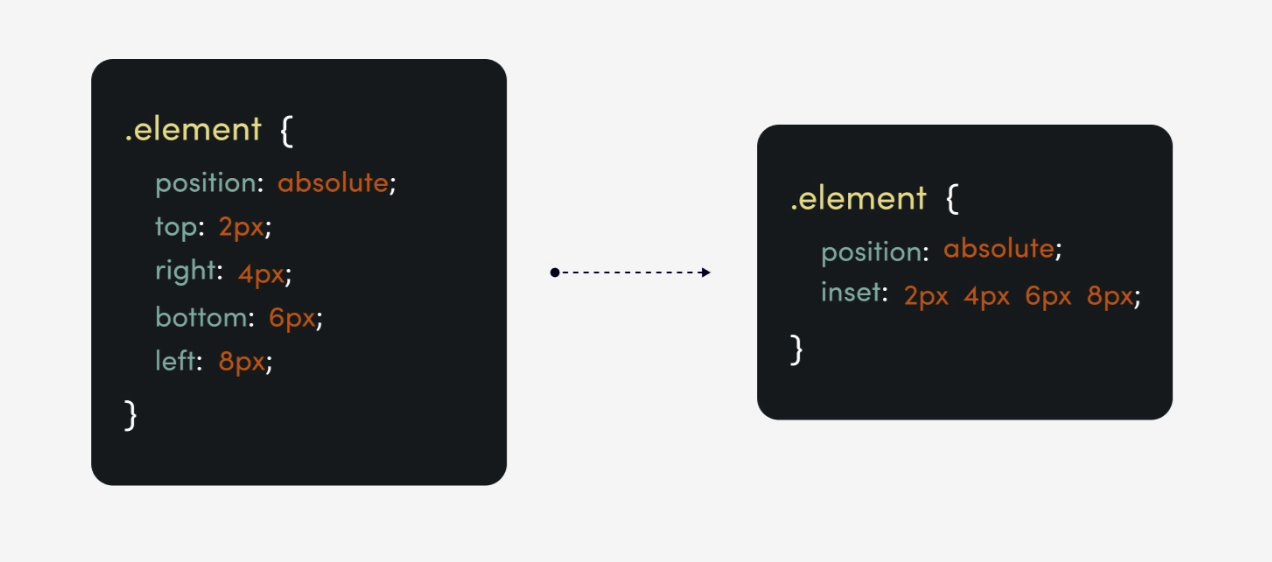 .element {
position: absolute;
top: 2px;
right: 4px;
bottom: 6px;
left: 8px;
}
.element {
position: absolute;
inset: 2px 4px 6px 8px;
}